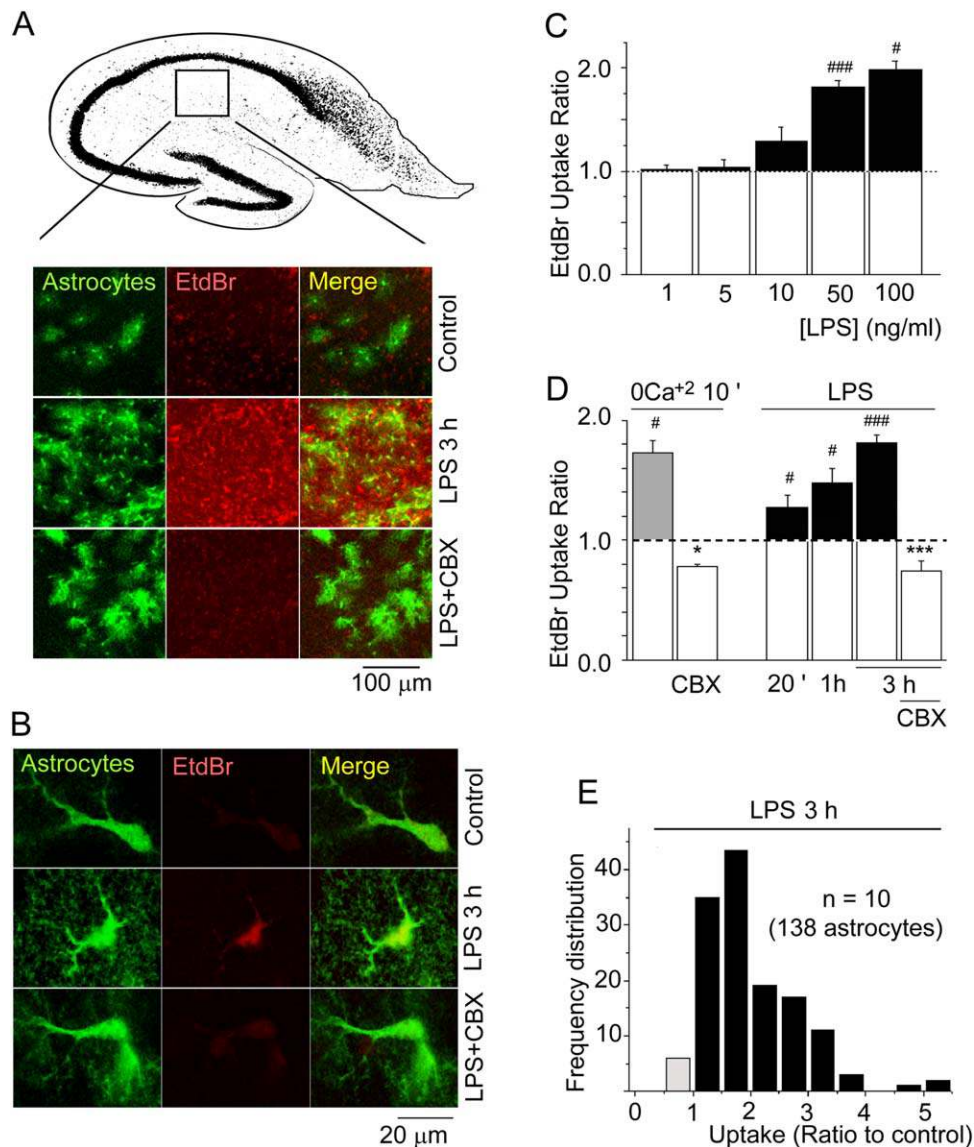 A
Astrocytes EtdBr Merge
Control
LPS 3 h
LPS+CBX
100 μm
B
Astrocytes EtdBr Merge
Control
LPS 3 h
LPS+CBX
20 μm
C
EtdBr Uptake Ratio
2.0
1.0
0.0
### #
1 5 10 50 100
[LPS] (ng/ml)
D
0Ca+2 10 ' LPS
EtdBr Uptake Ratio
2.0
1.0
0.0
# * # # ### ***
CBX 20 ' 1h 3 h
CBX
E
LPS 3 h
Frequency distribution
40
30
20
10
n = 10
(138 astrocytes)
0 1 2 3 4 5
Uptake (Ratio to control)